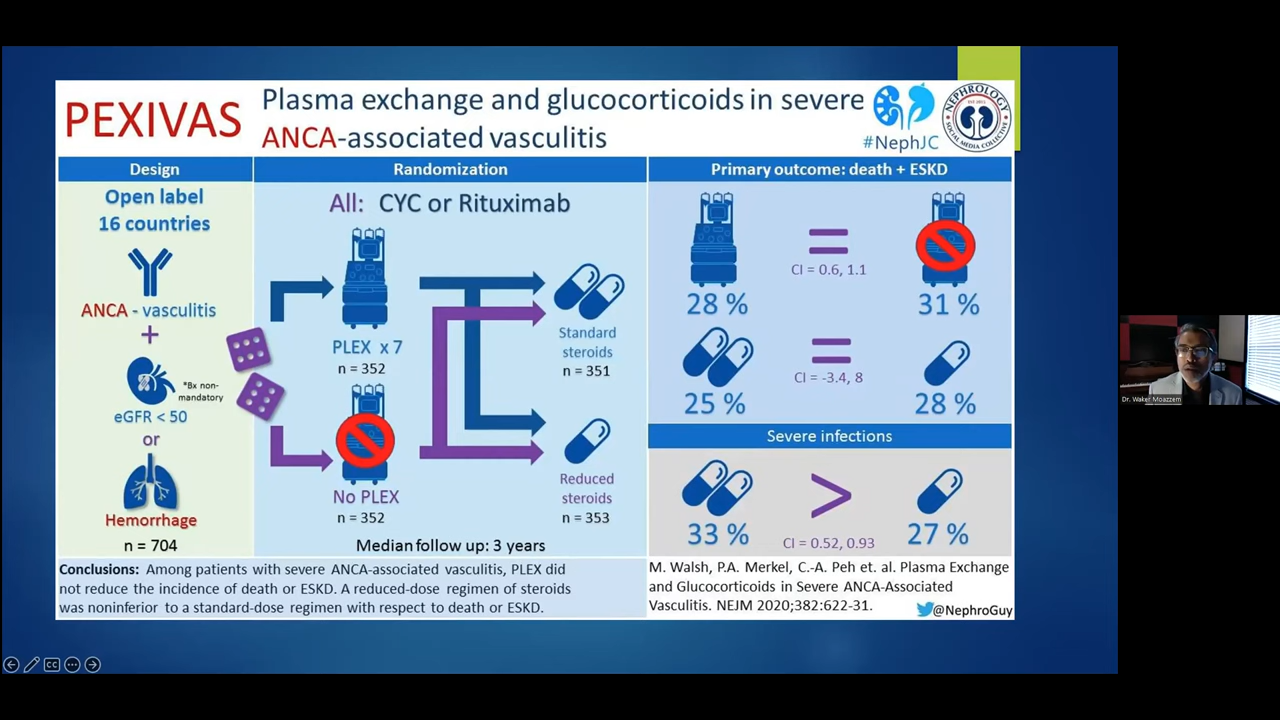 PEXIVAS
Plasma exchange and glucocorticoids in severe
ANCA-associated vasculitis
#NephJC
NEPHROLOGY
SOCIAL MEDIA COLLECTIVE
Design
Open label
16 countries
ANCA - vasculitis
+
*Bx non-
mandatory
eGFR < 50
or
Hemorrhage
n = 704
Randomization
All: CYC or Rituximab
PLEX x 7
n = 352
No PLEX
n = 352
Standard
steroids
n = 351
Reduced
steroids
n = 353
Median follow up: 3 years
Primary outcome: death + ESKD
=
CI = 0.6, 1.1
28 %
31 %
=
CI = -3.4, 8
25 %
28 %
Severe infections
>
33 %
CI = 0.52, 0.93
27 %
Conclusions: Among patients with severe ANCA-associated vasculitis, PLEX did
not reduce the incidence of death or ESKD. A reduced-dose regimen of steroids
was noninferior to a standard-dose regimen with respect to death or ESKD.
M. Walsh, P.A. Merkel, C.-A. Peh et. al. Plasma Exchange
and Glucocorticoids in Severe ANCA-Associated
Vasculitis. NEJM 2020;382:622-31.
@NephroGuy
CC
Dr. Waker Moazzem